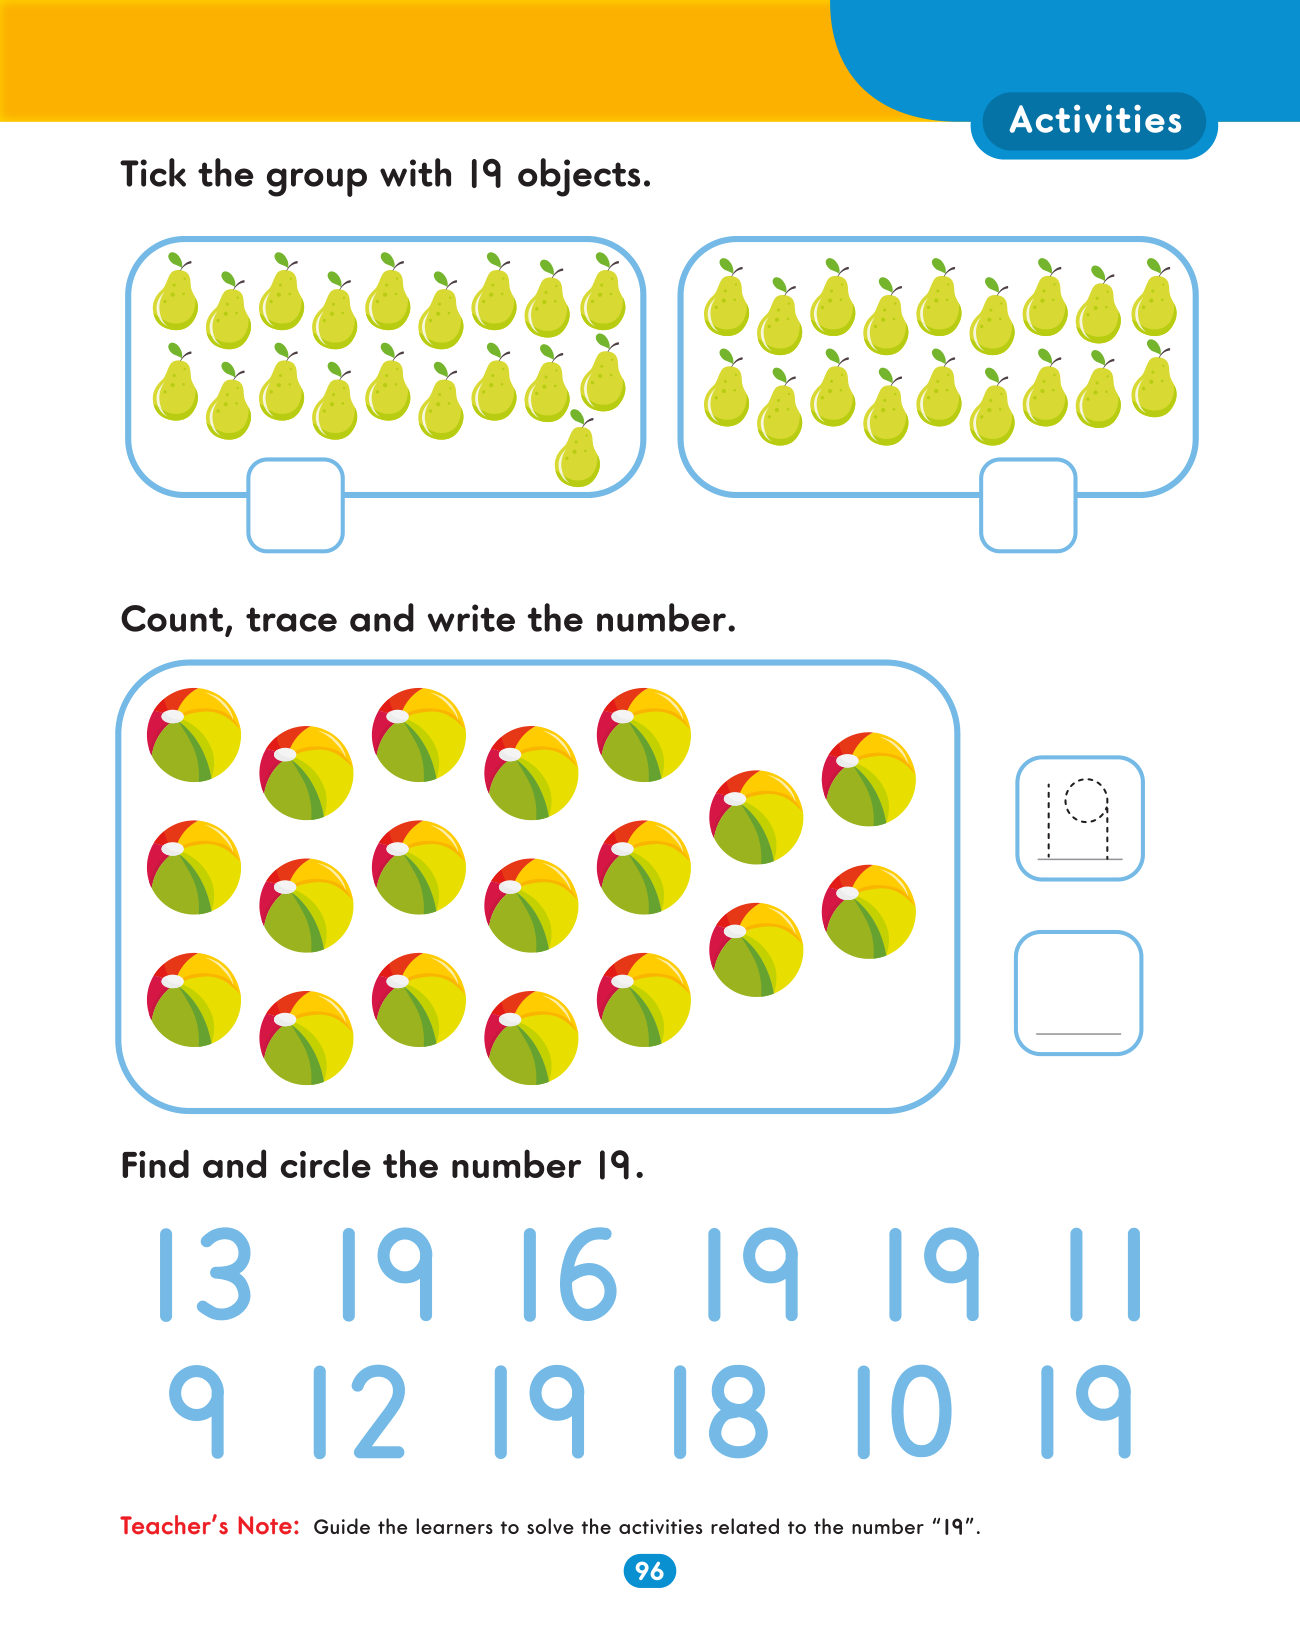 Activities
Tick the group with 19 objects.
Count, trace and write the number.
19
Find and circle the number 19.
13 19 16 19 19 11
9 12 19 18 10 19
Teacher's Note: Guide the learners to solve the activities related to the number “19”.
96